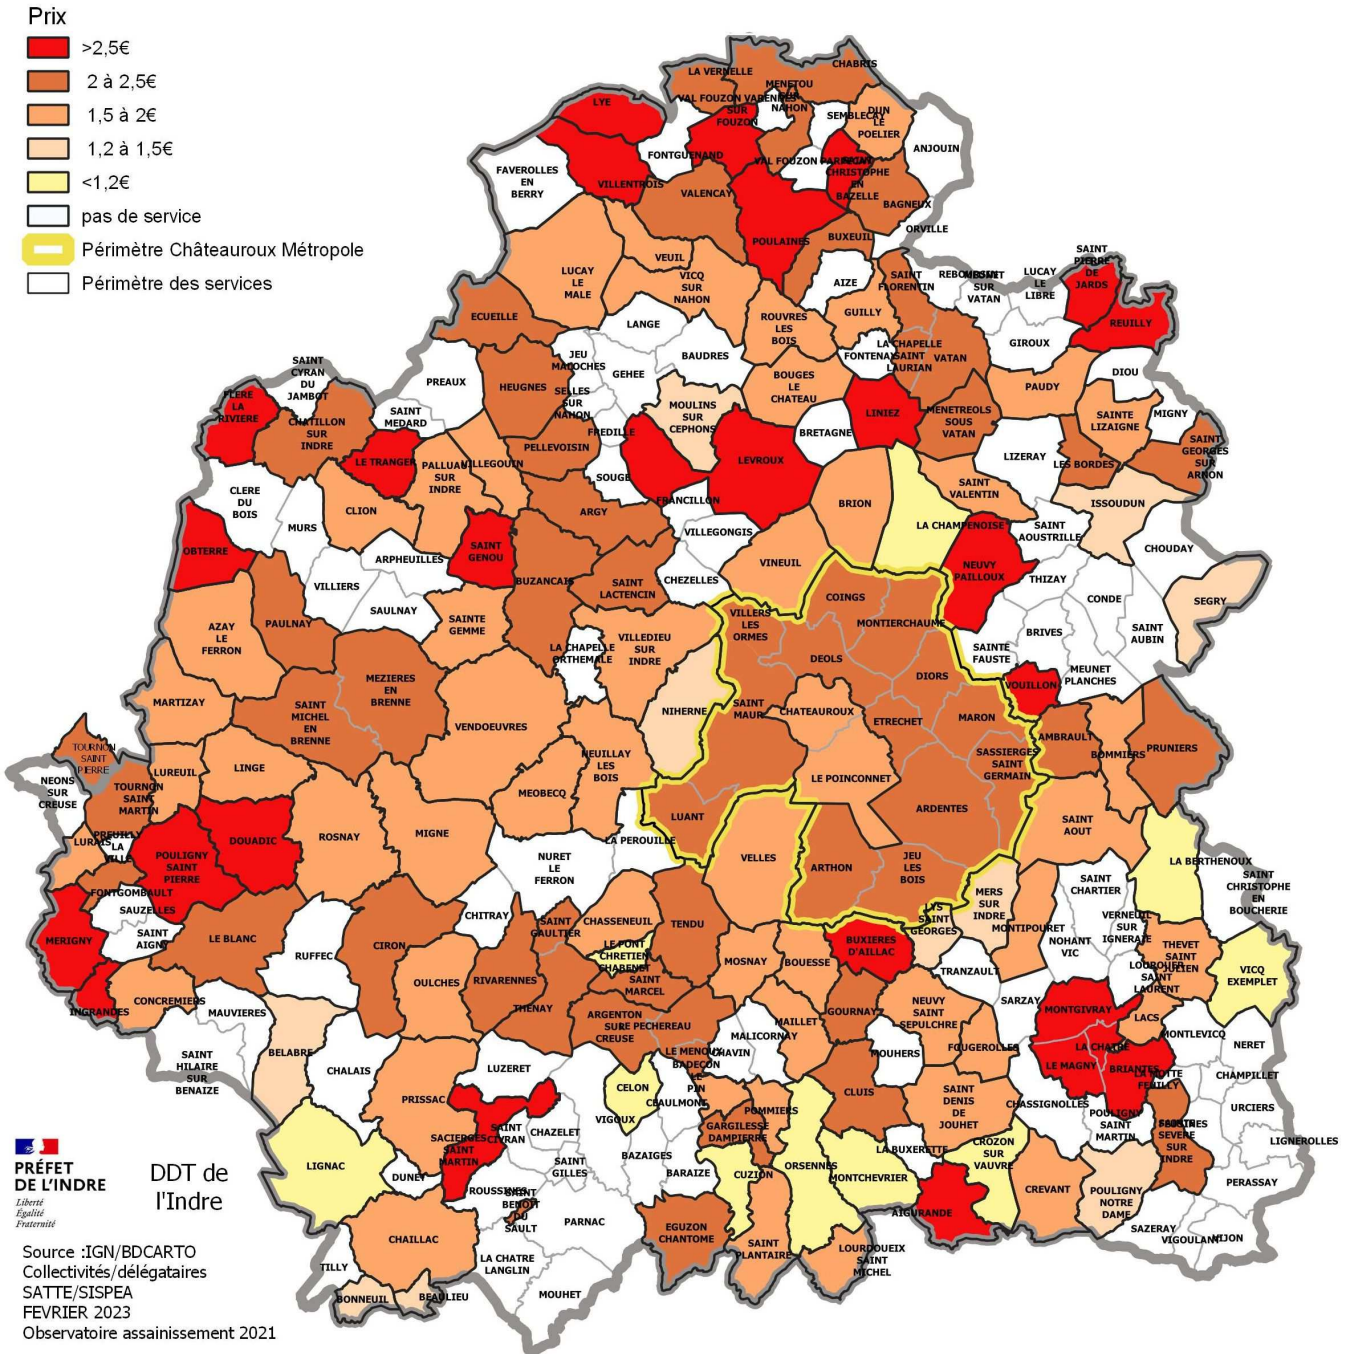 Prix
>2,5€
2 à 2,5€
1,5 à 2€
1,2 à 1,5€
<1,2€
pas de service
Périmètre Châteauroux Métropole
Périmètre des services
LA VERNELLE
CHABRIS
MENETOU
SUR
NAHON
VAL FOUZON VARENNES
SUR
FOUZON
LYE
SEMBLECAY
DUN
LE
POELIER
ANJOUIN
FONTGUENAND
VAL FOUZON PARPECAY
SAINT
CHRISTOPHE
EN
BAZELLE
FAVEROLLES
EN
BERRY
VILLENTROIS
VALENCAY
BAGNEUX
ORVILLE
POULAINES
BUXEUIL
LUCAY
LE
MALE
VEUIL
VICQ
SUR
NAHON
AIZE
SAINT
FLORENTIN
REBOURSIN
SUR
VATAN
LUCAY
LE
LIBRE
SAINT
PIERRE
DE
JARDS
REUILLY
ECUEILLE
LANGE
ROUVRES
LES
BOIS
GUILLY
GIROUX
BAUDRES
FONTENAY
LA CHAPELLE
SAINT
LAURIAN
VATAN
DIOU
JEU
MALOCHES
GEHEE
SAINT
CYRAN
DU
JAMBOT
PREAUX
HEUGNES
BOUGES
LE
CHATEAU
PAUDY
FLERE
LA
RIVIERE
CHATILLON
SUR
INDRE
SAINT
MEDARD
SELLES
SUR
NAHON
MOULINS
SUR
CEPHONS
LINIEZ
MENETREOLS
SOUS
VATAN
SAINTE
LIZAIGNE
MIGNY
FREDILLE
BRETAGNE
SAINT
GEORGES
SUR
ARNON
LE TRANGER
PALLUAU
SUR
INDRE
VILLEGOUIN
PELLEVOISIN
LEVROUX
LIZERAY
LES BORDES
SOUGE
FRANCILLON
CLERE
DU
BOIS
MURS
CLION
ARGY
BRION
SAINT
VALENTIN
ISSOUDUN
VILLEGONGIS
LA CHAMPENOISE
SAINT
AOUSTRILLE
CHOUDAY
OBTERRE
ARPHEUILLES
SAINT
GENOU
VINEUIL
NEUVY
PAILLOUX
THIZAY
VILLIERS
BUZANCAIS
SAINT
LACTENCIN
CHEZELLES
COINGS
CONDE
SEGRY
SAULNAY
AZAY
LE
FERRON
PAULNAY
SAINTE
GEMME
VILLERS
LES
ORMES
MONTIERCHAUME
BRIVES
SAINT
AUBIN
LA CHAPELLE
ORTHEMALE
VILLEDIEU
SUR
INDRE
DEOLS
SAINTE
FAUSTE
MEUNET
PLANCHES
MEZIERES
EN
BRENNE
DIORS
VOUILLON
MARTIZAY
SAINT
MICHEL
EN
BRENNE
VENDOEUVRES
NIHERNE
SAINT
MAUR
CHATEAUROUX
ETRECHET
MARON
AMBRAULT
BOMMIERS
PRUNIERS
TOURNON
SAINT
PIERRE
LUREUIL
LINGE
NEUILLAY
LES
BOIS
LE POINCONNET
SASSIERGES
SAINT
GERMAIN
NEONS
SUR
CREUSE
TOURNON
SAINT
MARTIN
MEOBECQ
ARDENTES
LUANT
SAINT
AOUT
PREUILLY
LA
VILLE
LURAIS
DOUADIC
ROSNAY
MIGNE
LA PEROUILLE
POULIGNY
SAINT
PIERRE
NURET
LE
FERRON
VELLES
ARTHON
JEU
LES
BOIS
LA BERTHENOUX
SAINT
CHRISTOPHE
EN
BOUCHERIE
FONTGOMBAULT
SAUZELLES
MERS
SUR
INDRE
SAINT
CHARTIER
LYS
SAINT
GEORGES
CHITRAY
SAINT
GAULTIER
CHASSENEUIL
TENDU
MONTIPOURET
VERNEUIL
SUR
IGNERAIE
MERIGNY
SAINT
AIGNY
LE BLANC
RUFFEC
CIRON
LE PONT
CHRETIEN
CHABENET
BUXIERES
D'AILLAC
NOHANT
VIC
THEVET
SAINT
JULIEN
VICQ
EXEMPLET
MOSNAY
BOUESSE
TRANZAULT
LOUROUER
SAINT
LAURENT
INGRANDES
CONCREMIERS
OULCHES
RIVARENNES
THENAY
SAINT
MARCEL
ARGENTON
SUR
CREUSE
LE PECHEREAU
GOURNAY
NEUVY
SAINT
SEPULCHRE
SARZAY
MONTGIVRAY
LACS
MONTLEVICQ
MAUVIERES
MALICORNAY
MAILLET
BELABRE
SAINT
HILAIRE
SUR
BENAIZE
CHALAIS
LUZERET
LE MENOUX
BADECON
LE
PIN
CHAVIN
MOUHERS
FOUGEROLLES
LA CHATRE
LE MAGNY
BRIANTES
LA MOTTE
FEUILLY
NERET
CHAMPILLET
CELON
CEAULMONT
VIGOUX
CLUIS
SAINT
DENIS
DE
JOUHET
CHASSIGNOLLES
POULIGNY
SAINT
MARTIN
PRISSAC
SAINT
CIVRAN
CHAZELET
POMMIERS
GARGILESSE
DAMPIERRE
URCIERS
SEVERE
SUR
INDRE
LIGNEROLLES
SACIERGES
SAINT
MARTIN
SAINT
GILLES
BAZAIGES
BARAIZE
CUZION
ORSENNES
LA BUXERETTE
CROZON
SUR
VAUVRE
MONTCHEVRIER
PERASSAY
LIGNAC
DUNET
ROUSSINES
SAINT
BENOIT
DU
SAULT
AIGURANDE
CREVANT
POULIGNY
NOTRE
DAME
PARNAC
EGUZON
CHANTOME
SAINT
PLANTAIRE
LOURDOUEIX
SAINT
MICHEL
SAZERAY
VIGOULANT
VIJON
CHAILLAC
LA CHATRE
LANGLIN
TILLY
BONNEUIL
BEAULIEU
MOUHET
PRÉFET
DE L'INDRE
Liberté
Égalité
Fraternité
DDT de
l'Indre
Source :IGN/BDCARTO
Collectivités/délégataires
SATTE/SISPEA
FEVRIER 2023
Observatoire assainissement 2021